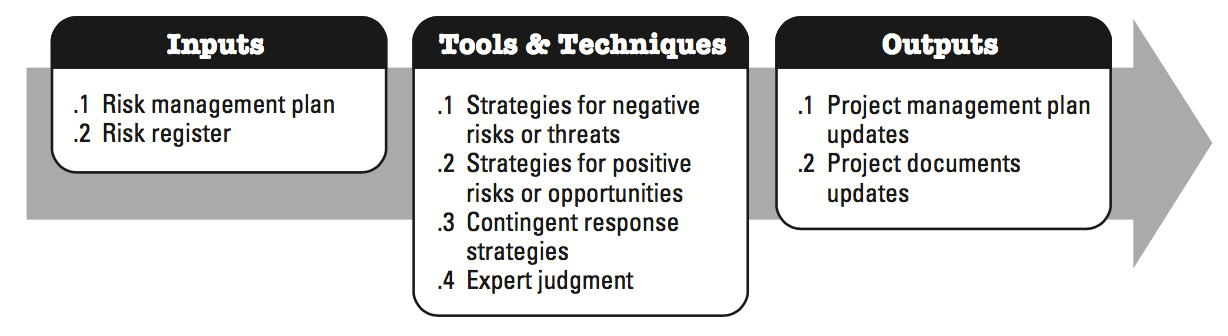 Inputs
.1 Risk management plan
.2 Risk register
Tools & Techniques
.1 Strategies for negative
risks or threats
.2 Strategies for positive
risks or opportunities
.3 Contingent response
strategies
.4 Expert judgment
Outputs
.1 Project management plan
updates
.2 Project documents
updates